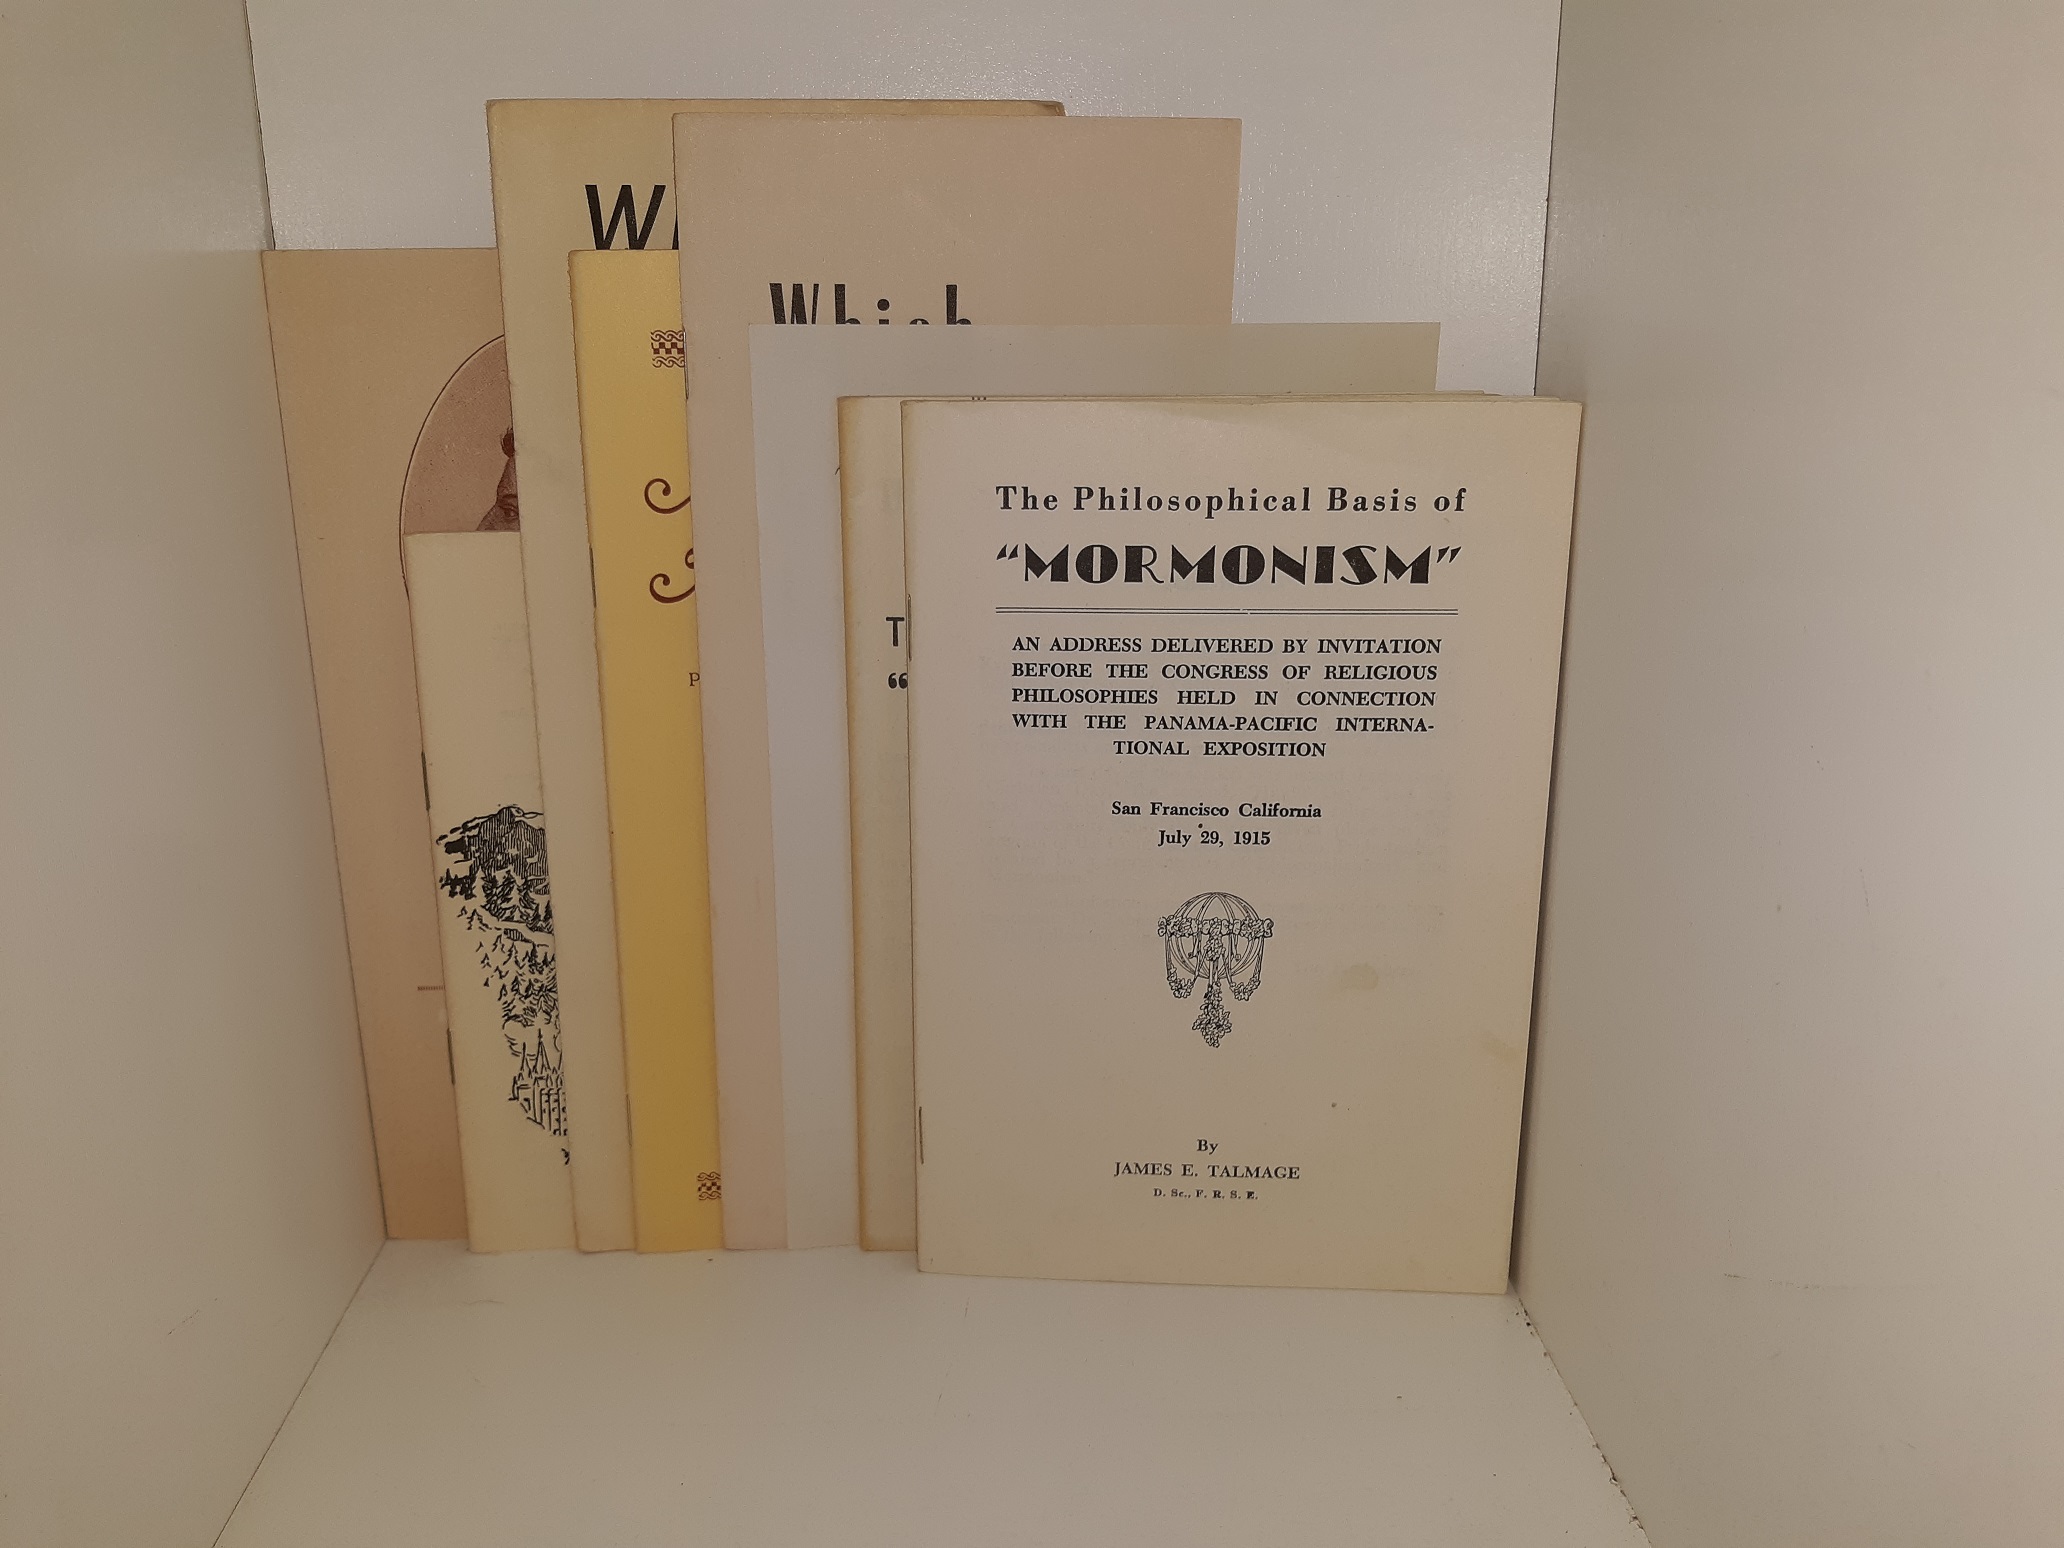 Which
The Philosophical Basis of
“MORMONISM”
AN ADDRESS DELIVERED BY INVITATION
BEFORE THE CONGRESS OF RELIGIOUS
PHILOSOPHIES HELD IN CONNECTION
WITH THE PANAMA-PACIFIC INTERNA-
TIONAL EXPOSITION
San Francisco California
July 29, 1915
By
JAMES E. TALMAGE
D. Sc., F. R. S. E.